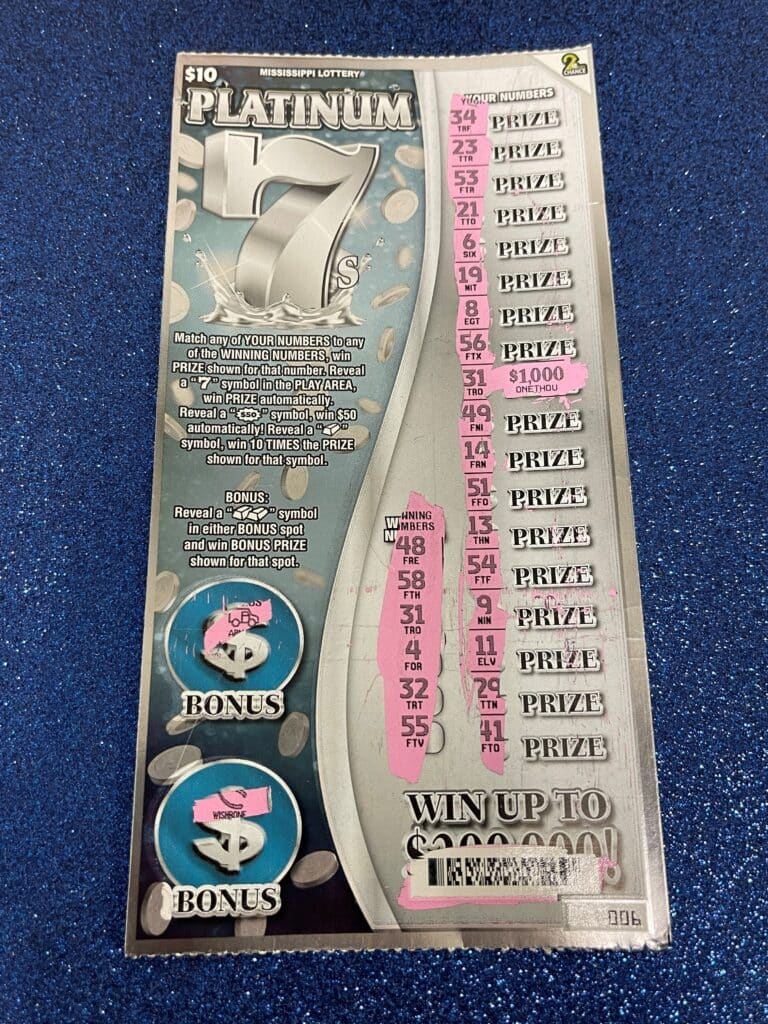 $10
MISSISSIPPI LOTTERY®
PLATINUM
7s
2nd CHANCE
Match any of YOUR NUMBERS to any
of the WINNING NUMBERS, win
PRIZE shown for that number. Reveal
a "7" symbol in the PLAY AREA,
win PRIZE automatically.
Reveal a "$50" symbol, win $50
automatically! Reveal a " "
symbol, win 10 TIMES the PRIZE
shown for that symbol.
BONUS:
Reveal a " " symbol
in either BONUS spot
and win BONUS PRIZE
shown for that spot.
$
BONUS
WISHBONE
$
BONUS
WINNING
NUMBERS
48
FRE
58
FTH
31
TRO
4
FOR
32
TRT
55
FTV
YOUR NUMBERS
34 PRIZE
TRF
23 PRIZE
TTR
53 PRIZE
FTR
21 PRIZE
TTO
6 PRIZE
SIX
19 PRIZE
NIT
8 PRIZE
EGT
56 PRIZE
FTX
31 $1,000
TRO ONETHOU
49 PRIZE
FNI
14 PRIZE
FRN
51 PRIZE
FFO
13 PRIZE
THN
54 PRIZE
FTF
9 PRIZE
NIN
11 PRIZE
ELV
29 PRIZE
TTN
41 PRIZE
FTO
WIN UP TO
$200,000!
006